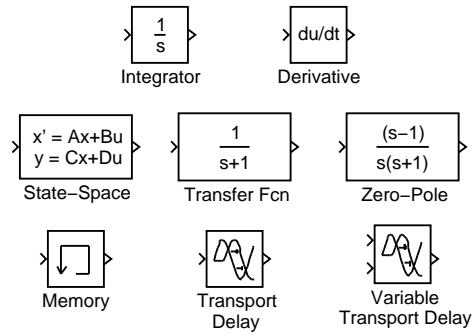 1
s
Integrator
du/dt
Derivative
x' = Ax+Bu
y = Cx+Du
State−Space
1
s+1
Transfer Fcn
(s−1)
s(s+1)
Zero−Pole
Memory
Transport
Delay
Variable
Transport Delay